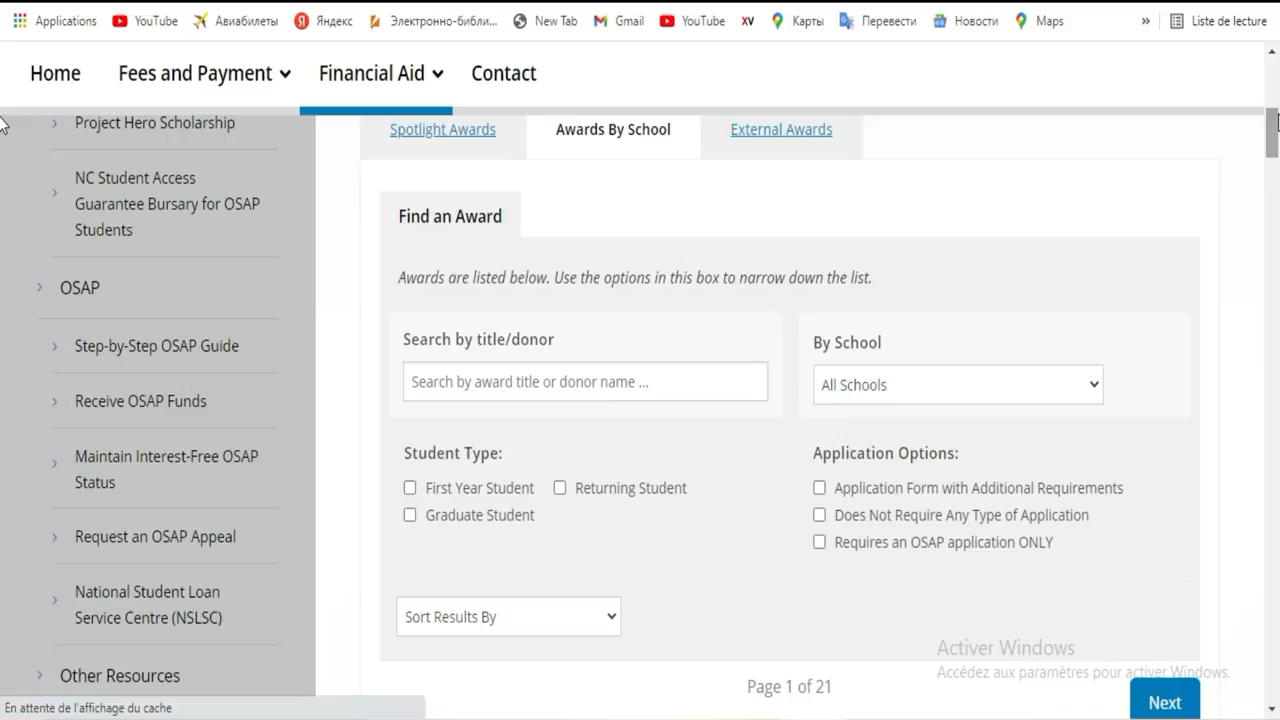 Applications YouTube Авиабилеты Яндекс Электронно-библи... New Tab Gmail YouTube XV Карты Перевести Новости Maps » Liste de lecture
Home Fees and Payment Financial Aid Contact
Project Hero Scholarship
NC Student Access
Guarantee Bursary for OSAP
Students
OSAP
Step-by-Step OSAP Guide
Receive OSAP Funds
Maintain Interest-Free OSAP
Status
Request an OSAP Appeal
National Student Loan
Service Centre (NSLSC)
Other Resources
En attente de l'affichage du cache
Spotlight Awards Awards By School External Awards
Find an Award
Awards are listed below. Use the options in this box to narrow down the list.
Search by title/donor
Search by award title or donor name ...
By School
All Schools
Student Type:
First Year Student Returning Student
Graduate Student
Application Options:
Application Form with Additional Requirements
Does Not Require Any Type of Application
Requires an OSAP application ONLY
Sort Results By
Activer Windows
Accédez aux paramètres pour activer Windows.
Page 1 of 21
Next